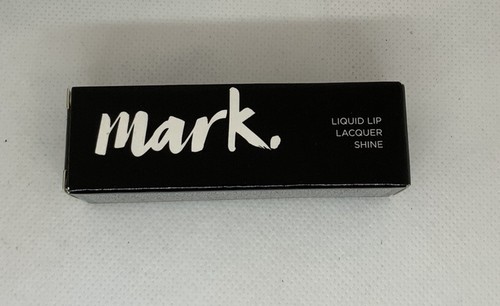 mark.
LIQUID LIP
LACQUER
SHINE